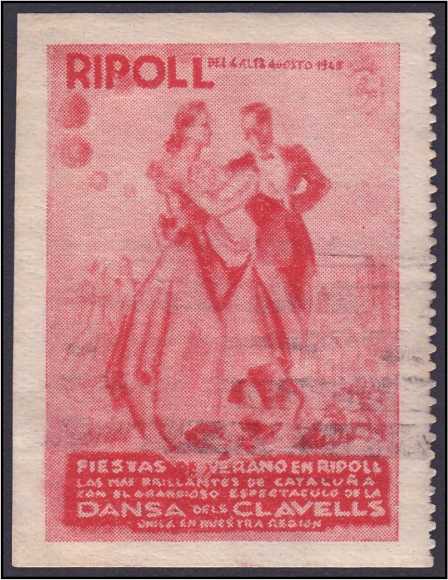 RIPOLL
DEL 4 AL 12 AGOSTO 1948
FIESTAS DE VERANO EN RIPOLL
LAS MAS BRILLANTES DE CATALUÑA
CON EL GRANDIOSO ESPECTACULO DE LA
DANSA DELS CLAVELLS
UNICA EN NUESTRA REGION